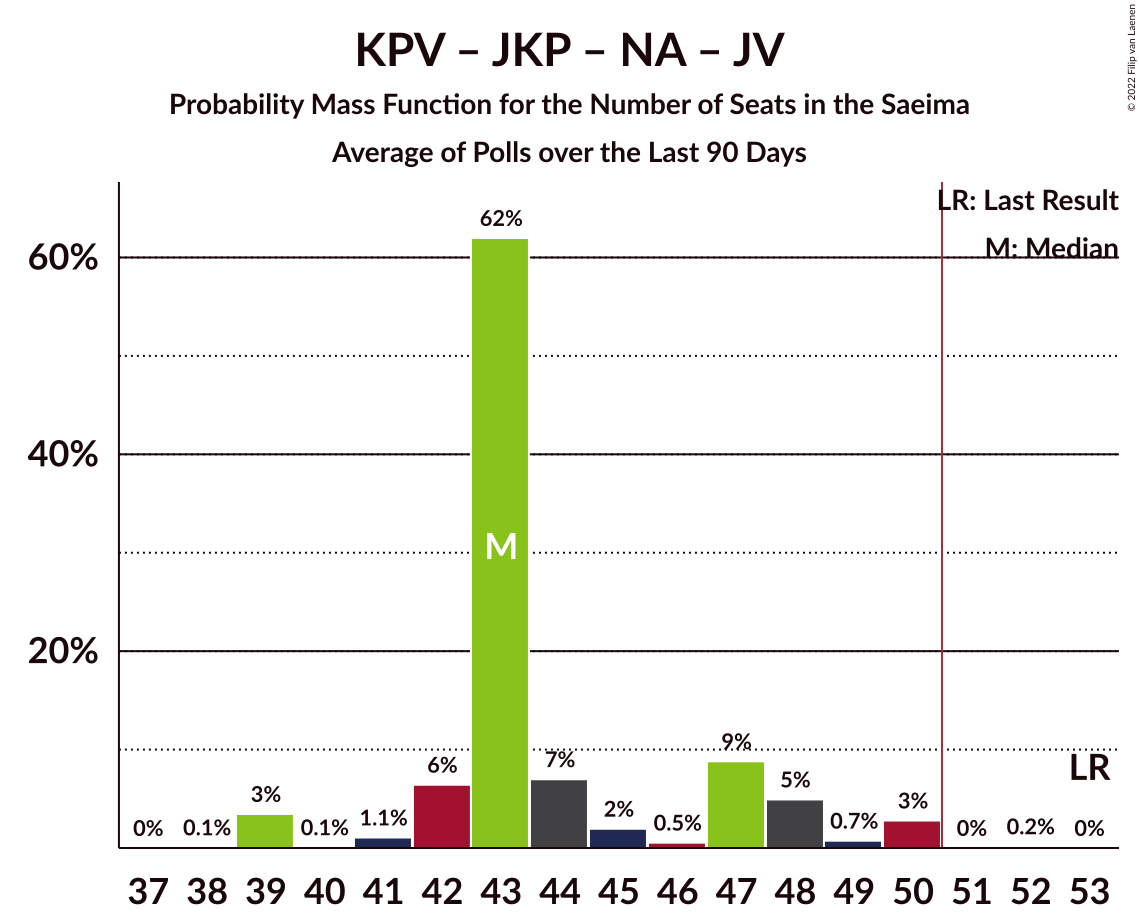 KPV – JKP – NA – JV
Probability Mass Function for the Number of Seats in the Saeima
Average of Polls over the Last 90 Days
© 2022 Filip van Laenen
LR: Last Result
M: Median
60%
40%
20%
0% 0.1% 3% 0.1% 1.1% 6% 62% 7% 2% 0.5% 9% 5% 0.7% 3% 0% 0.2% 0%
M
LR
37 38 39 40 41 42 43 44 45 46 47 48 49 50 51 52 53